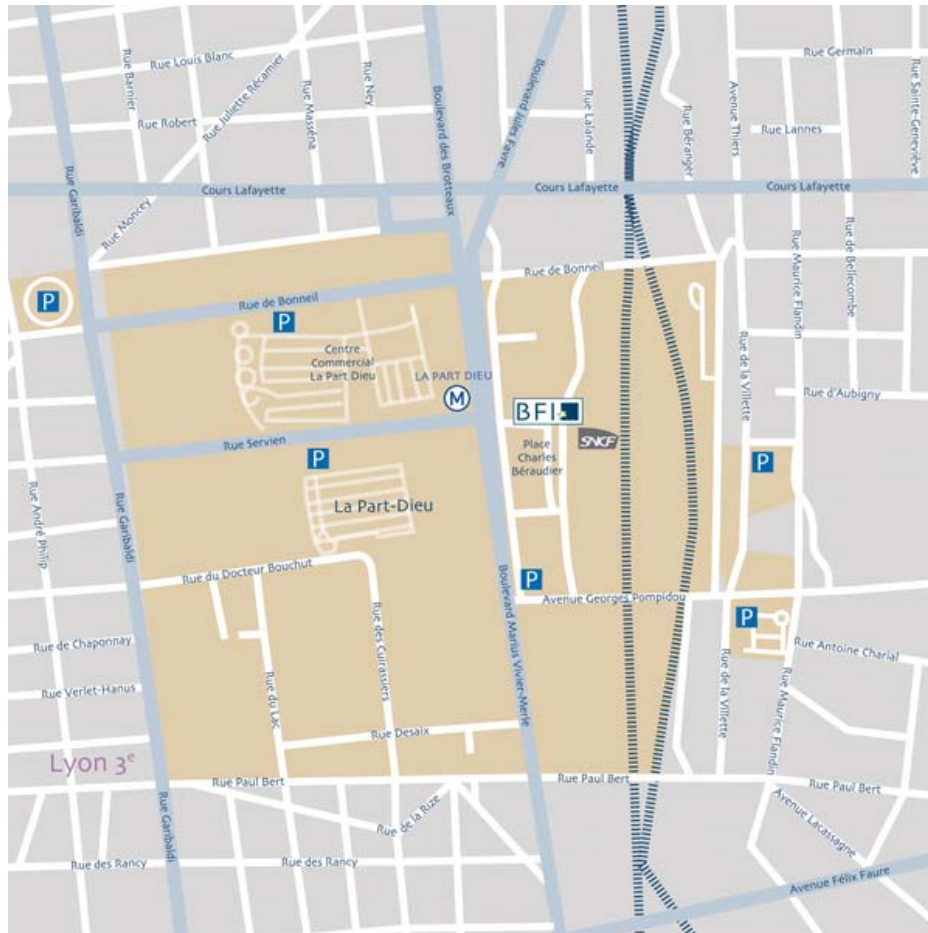 Rue Germain
Rue Louis Blanc
Rue Barnier
Rue Juliette Récamier
Rue Masséna
Rue Ney
Boulevard des Brotteaux
Boulevard Jules Favre
Rue Lalande
Rue Béranger
Avenue Thiers
Rue Sainte-Geneviève
Rue Robert
Rue Lannes
Rue Garibaldi
Cours Lafayette
Cours Lafayette
Cours Lafayette
Rue Moncey
Rue Maurice Flandin
Rue de Bellecombe
Rue de Bonneil
P
Rue de Bonneil
P
Centre
Commercial
La Part Dieu
LA PART DIEU
M
Rue de la Villette
Rue d'Aubigny
BFI
SNCF
Rue Servien
Place
Charles
Béraudier
P
P
La Part-Dieu
Rue André Philip
Rue Garibaldi
Rue du Docteur Bouchut
P
Boulevard Marius Vivier-Merle
Avenue Georges Pompidou
P
Rue des Cuirassiers
Rue de Chaponnay
Rue Antoine Charial
Rue Verlet-Hanus
Rue du Lac
Rue de la Villette
Rue Maurice Flandin
Rue Desaix
Lyon 3e
Rue Paul Bert
Rue Paul Bert
Rue Paul Bert
Rue de la Rize
Rue Garibaldi
Avenue Lacassagne
Rue des Rancy
Rue des Rancy
Avenue Félix Faure